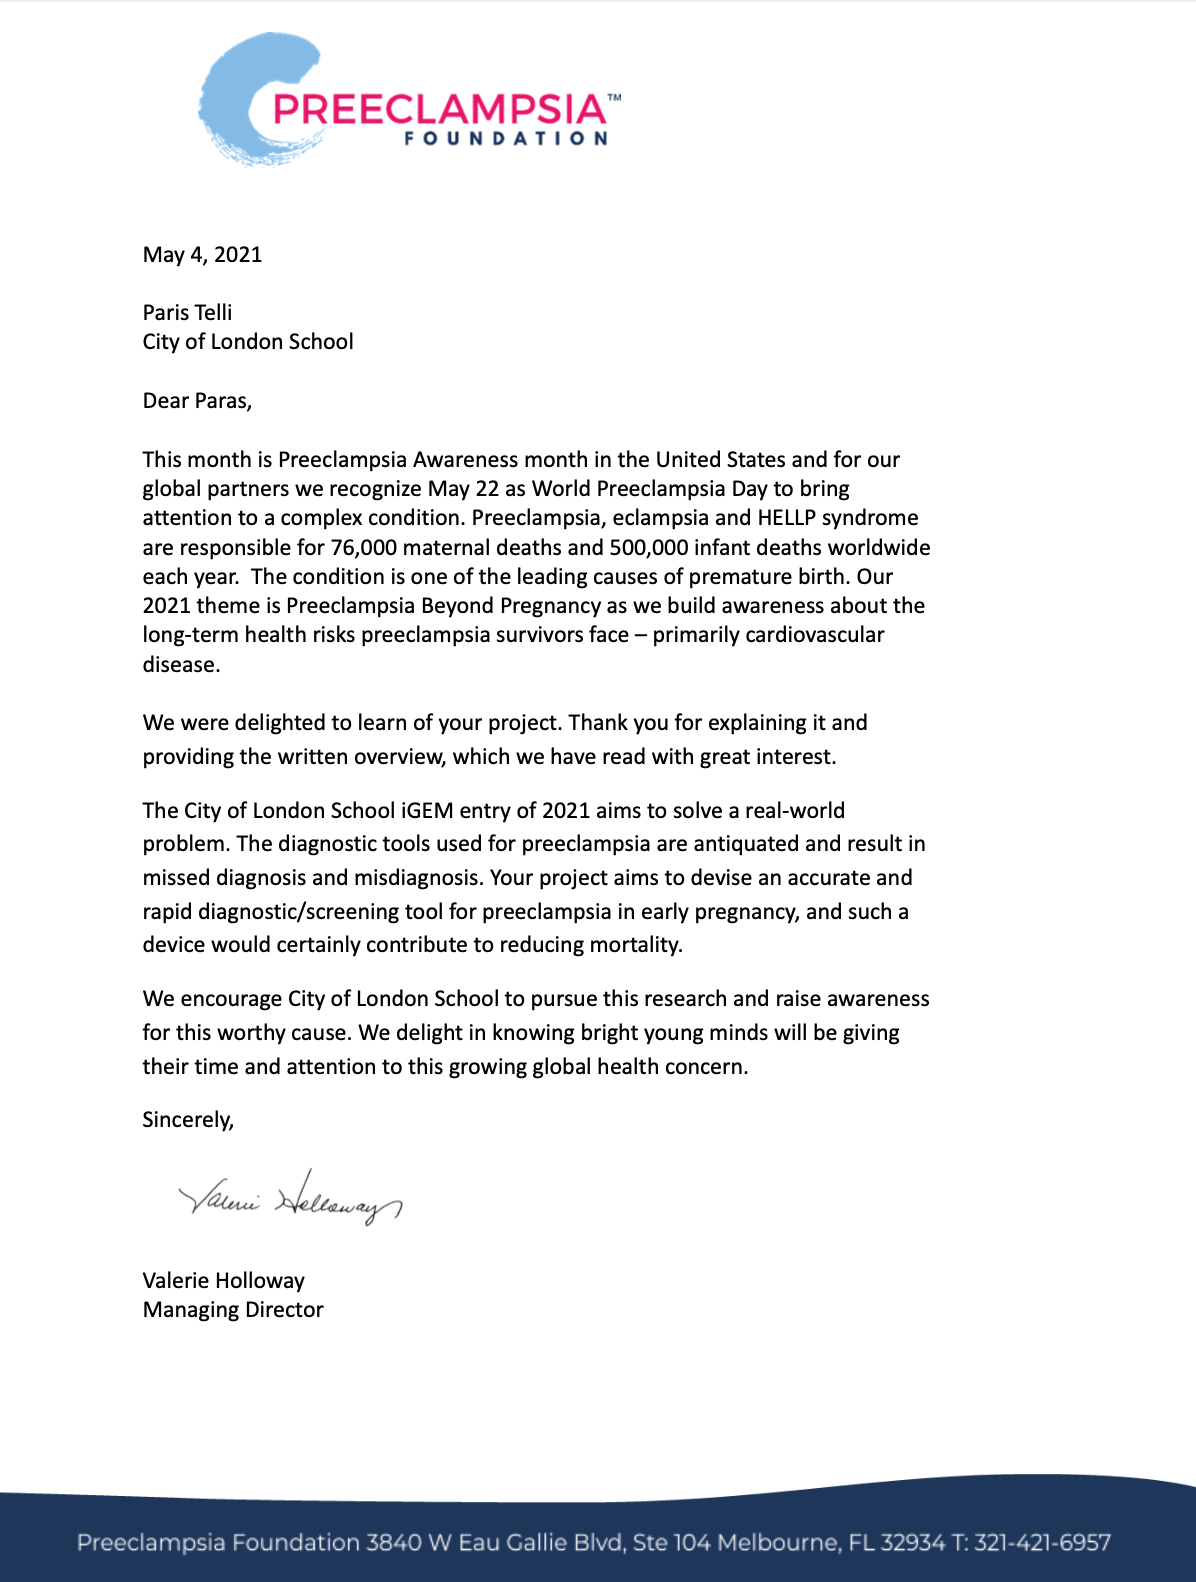 PREECLAMPSIA™
FOUNDATION
May 4, 2021
Paris Telli
City of London School
Dear Paras,
This month is Preeclampsia Awareness month in the United States and for our
global partners we recognize May 22 as World Preeclampsia Day to bring
attention to a complex condition. Preeclampsia, eclampsia and HELLP syndrome
are responsible for 76,000 maternal deaths and 500,000 infant deaths worldwide
each year.  The condition is one of the leading causes of premature birth. Our
2021 theme is Preeclampsia Beyond Pregnancy as we build awareness about the
long-term health risks preeclampsia survivors face – primarily cardiovascular
disease.
We were delighted to learn of your project. Thank you for explaining it and
providing the written overview, which we have read with great interest.
The City of London School iGEM entry of 2021 aims to solve a real-world
problem. The diagnostic tools used for preeclampsia are antiquated and result in
missed diagnosis and misdiagnosis. Your project aims to devise an accurate and
rapid diagnostic/screening tool for preeclampsia in early pregnancy, and such a
device would certainly contribute to reducing mortality.
We encourage City of London School to pursue this research and raise awareness
for this worthy cause. We delight in knowing bright young minds will be giving
their time and attention to this growing global health concern.
Sincerely,
Valerie Holloway
Valerie Holloway
Managing Director
Preeclampsia Foundation 3840 W Eau Gallie Blvd, Ste 104 Melbourne, FL 32934 T: 321-421-6957